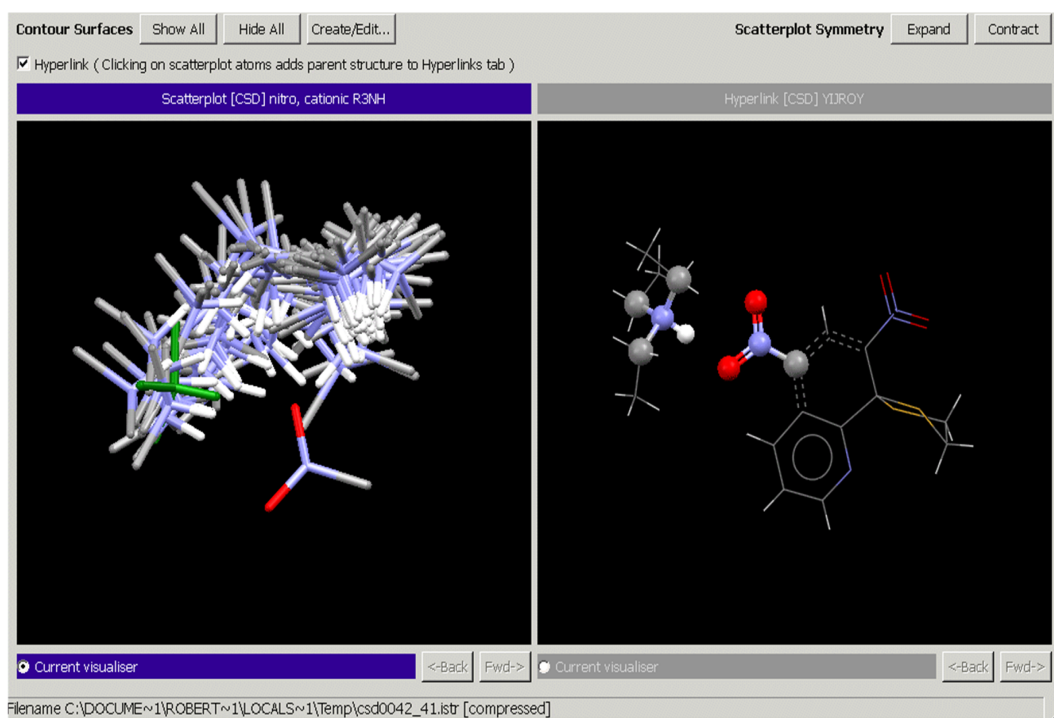 Contour Surfaces Show All Hide All Create/Edit... Scatterplot Symmetry Expand Contract
Hyperlink ( Clicking on scatterplot atoms adds parent structure to Hyperlinks tab )
Scatterplot [CSD] nitro, cationic R3NH Hyperlink [CSD] YIJROY
Current visualiser <-Back Fwd-> Current visualiser <-Back Fwd->
Filename C:\DOCUME~1\ROBERT~1\LOCALS~1\Temp\csd0042_41.istr [compressed]